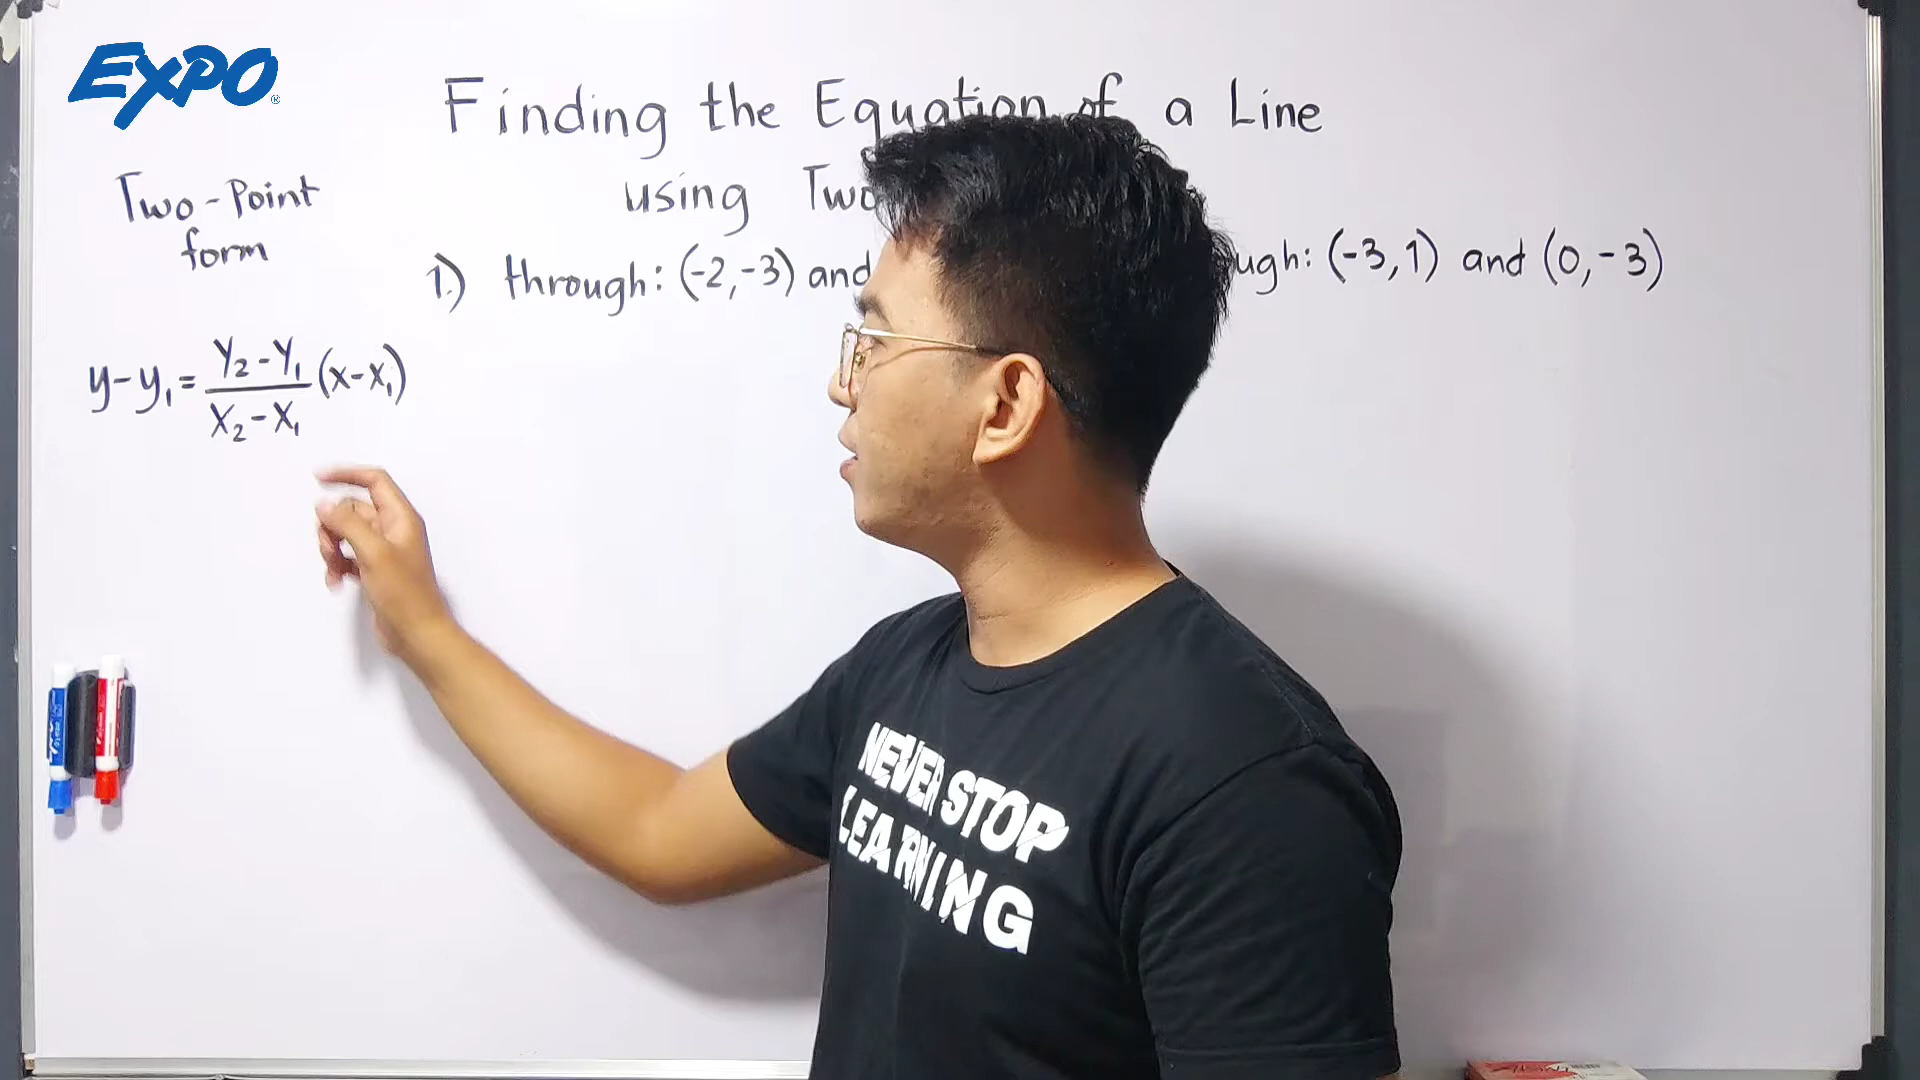 EXPO
Finding the Equation of a Line
using Two
Two-Point
form
1.) through: (-2,-3) and
ugh: (-3,1) and (0,-3)
y-y₁= Y₂-Y₁ (x-x₁)
X₂-X₁
NEVER STOP
LEARNING